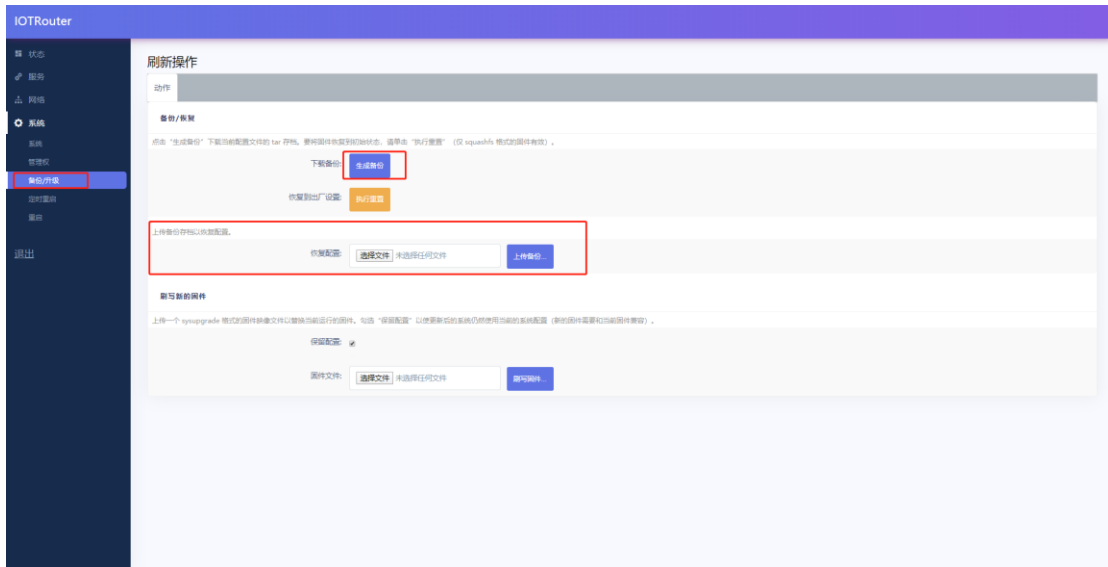 IOTRouter
状态
服务
网络
系统
系统
管理权
备份/升级
定时重启
重启
退出
刷新操作
动作
备份/恢复
点击“生成备份”下载当前配置文件的 tar 存档。要将固件恢复到初始状态，请单击“执行重置”（仅 squashfs 格式的固件有效）。
下载备份: 生成备份
恢复到出厂设置: 执行重置
上传备份存档以恢复配置。
恢复配置: 选择文件 未选择任何文件 上传备份...
刷写新的固件
上传一个 sysupgrade 格式的固件映像文件以替换当前运行的固件。勾选“保留配置”以便更新后的系统仍然使用当前的系统配置（新的固件需要和当前固件兼容）。
保留配置:
固件文件: 选择文件 未选择任何文件 刷写固件...